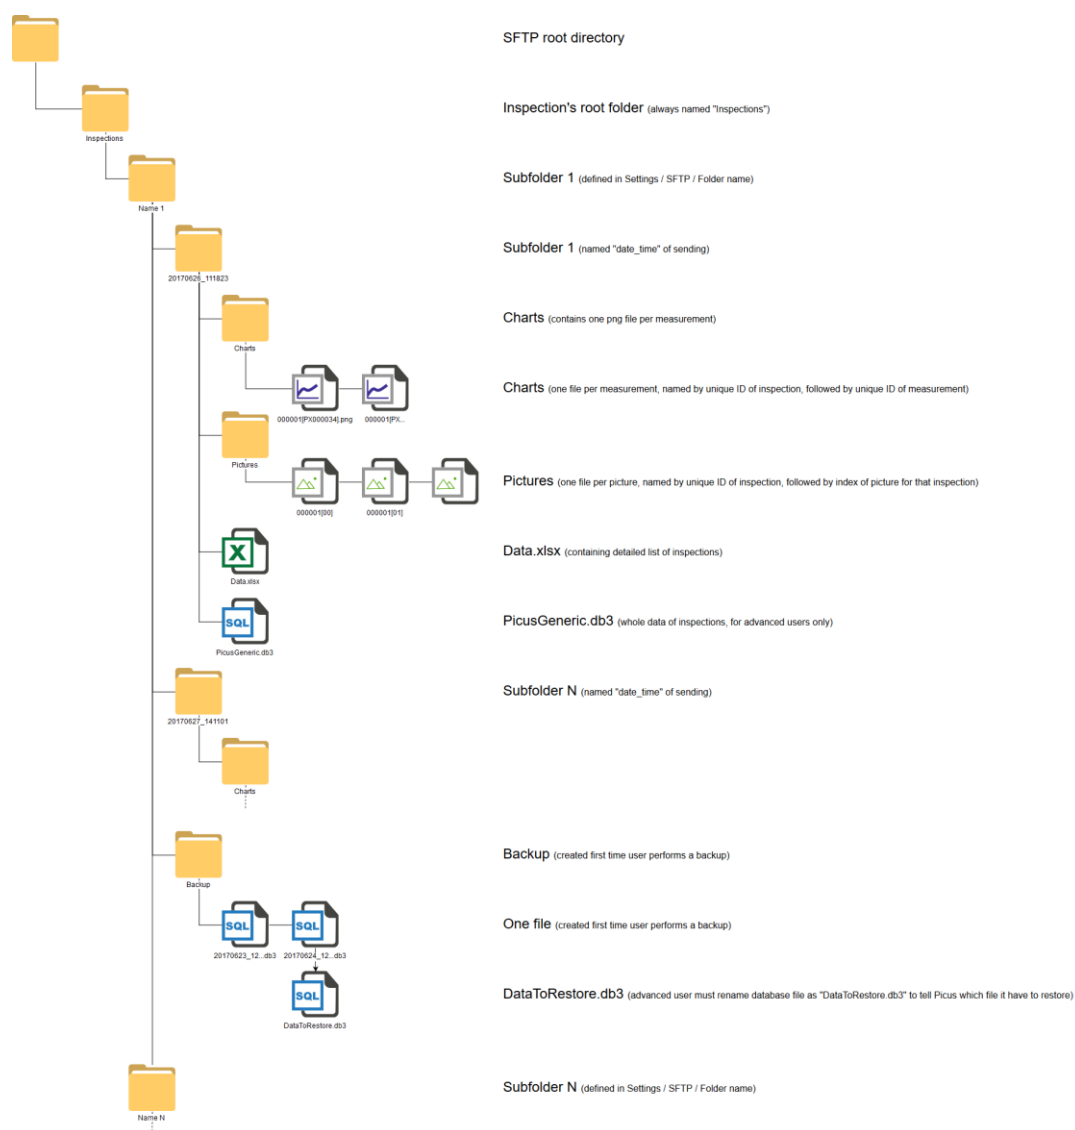 SFTP root directory
Inspection's root folder (always named "Inspections")
Inspections
Subfolder 1 (defined in Settings / SFTP / Folder name)
Name 1
Subfolder 1 (named "date_time" of sending)
20170626_111823
Charts (contains one png file per measurement)
Charts
Charts (one file per measurement, named by unique ID of inspection, followed by unique ID of measurement)
000001[PX000034].png 000001[PX...
Pictures
Pictures (one file per picture, named by unique ID of inspection, followed by index of picture for that inspection)
000001[00] 000001[01]
Data.xlsx (containing detailed list of inspections)
X
Data.xlsx
PicusGeneric.db3 (whole data of inspections, for advanced users only)
SQL
PicusGeneric.db3
Subfolder N (named "date_time" of sending)
20170627_141101
Charts
Backup (created first time user performs a backup)
Backup
One file (created first time user performs a backup)
SQL SQL
20170623_12...db3 20170624_12...db3
DataToRestore.db3 (advanced user must rename database file as "DataToRestore.db3" to tell Picus which file it have to restore)
SQL
DataToRestore.db3
Subfolder N (defined in Settings / SFTP / Folder name)
Name N